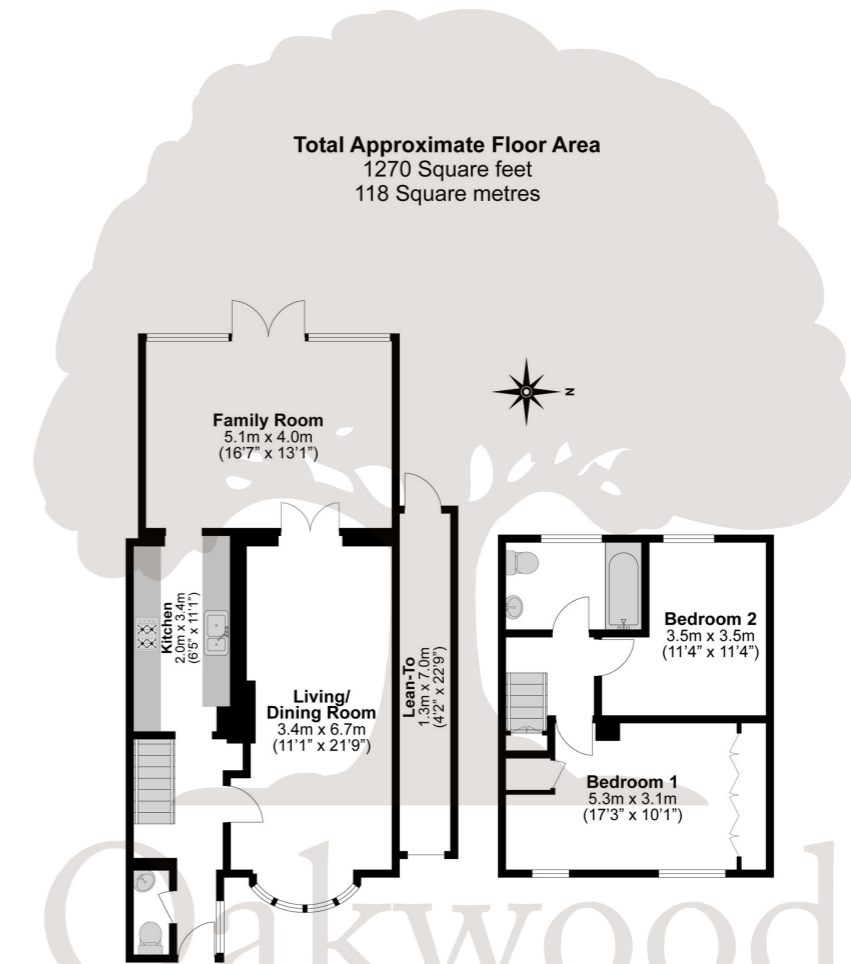 Total Approximate Floor Area
1270 Square feet
118 Square metres
Family Room
5.1m x 4.0m
(16'7" x 13'1")
N
Kitchen
2.0m x 3.4m
(6'5" x 11'1")
Living/
Dining Room
3.4m x 6.7m
(11'1" x 21'9")
Lean-To
1.3m x 7.0m
(4'2" x 22'9")
Bedroom 2
3.5m x 3.5m
(11'4" x 11'4")
Bedroom 1
5.3m x 3.1m
(17'3" x 10'1")
Oakwood